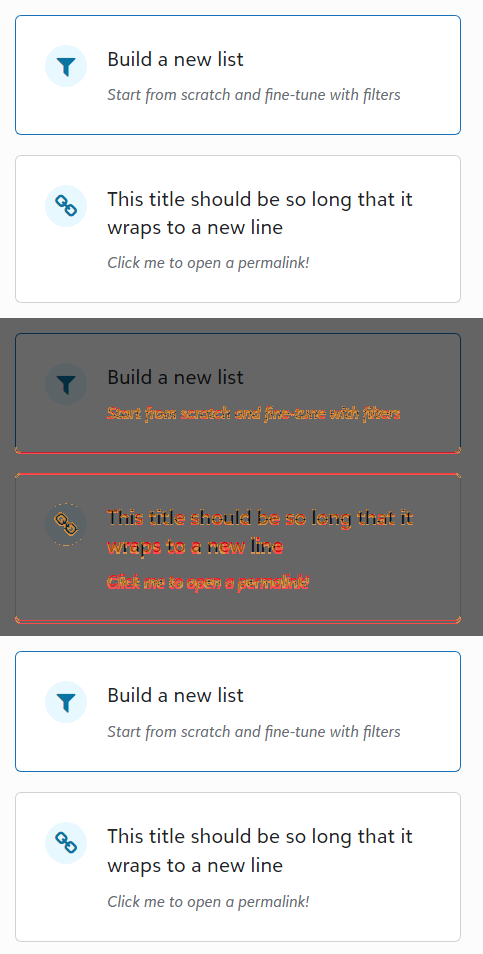 Build a new list
Start from scratch and fine-tune with filters
This title should be so long that it
wraps to a new line
Click me to open a permalink!
Build a new list
Start from scratch and fine-tune with filters
This title should be so long that it
wraps to a new line
Click me to open a permalink!
Build a new list
Start from scratch and fine-tune with filters
This title should be so long that it
wraps to a new line
Click me to open a permalink!